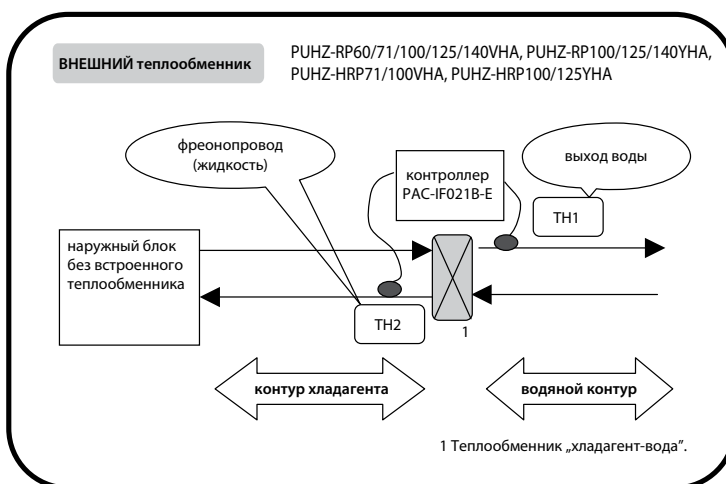 ВНЕШНИЙ теплообменник
PUHZ-RP60/71/100/125/140VHA, PUHZ-RP100/125/140YHA,
PUHZ-HRP71/100VHA, PUHZ-HRP100/125YHA
фреонопровод
(жидкость)
контроллер
PAC-IF021B-E
выход воды
TH1
наружный блок
без встроенного
теплообменника
TH2
1
контур хладагента
водяной контур
1 Теплообменник „хладагент-вода”.